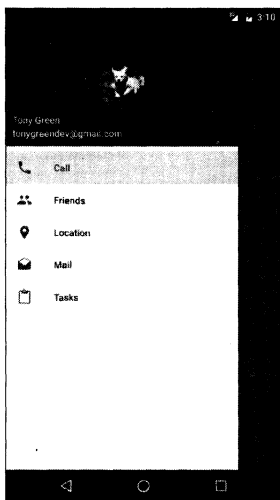 3:10
Tony Green
tonygreendev@gmail.com
Call
Friends
Location
Mail
Tasks